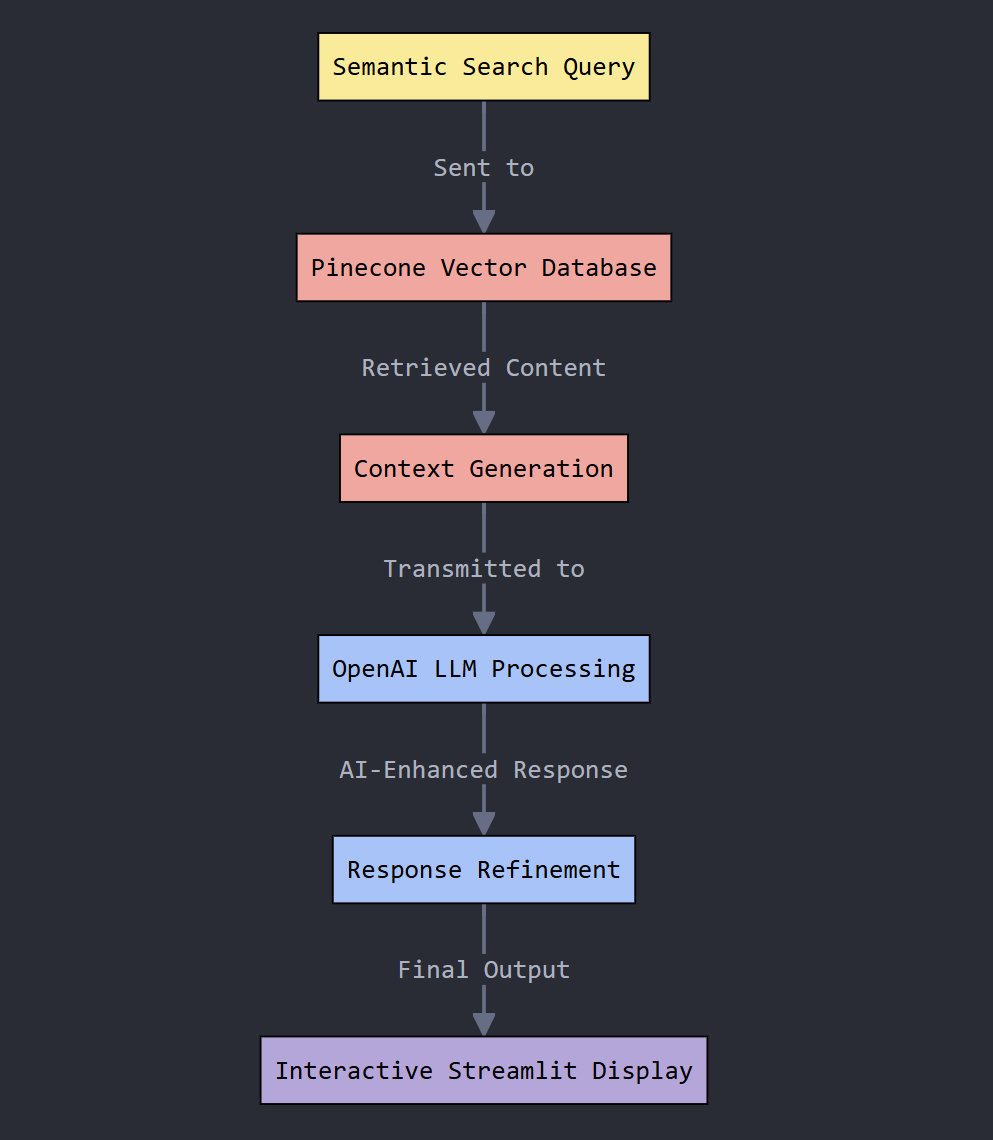 Semantic Search Query
Sent to
Pinecone Vector Database
Retrieved Content
Context Generation
Transmitted to
OpenAI LLM Processing
AI-Enhanced Response
Response Refinement
Final Output
Interactive Streamlit Display